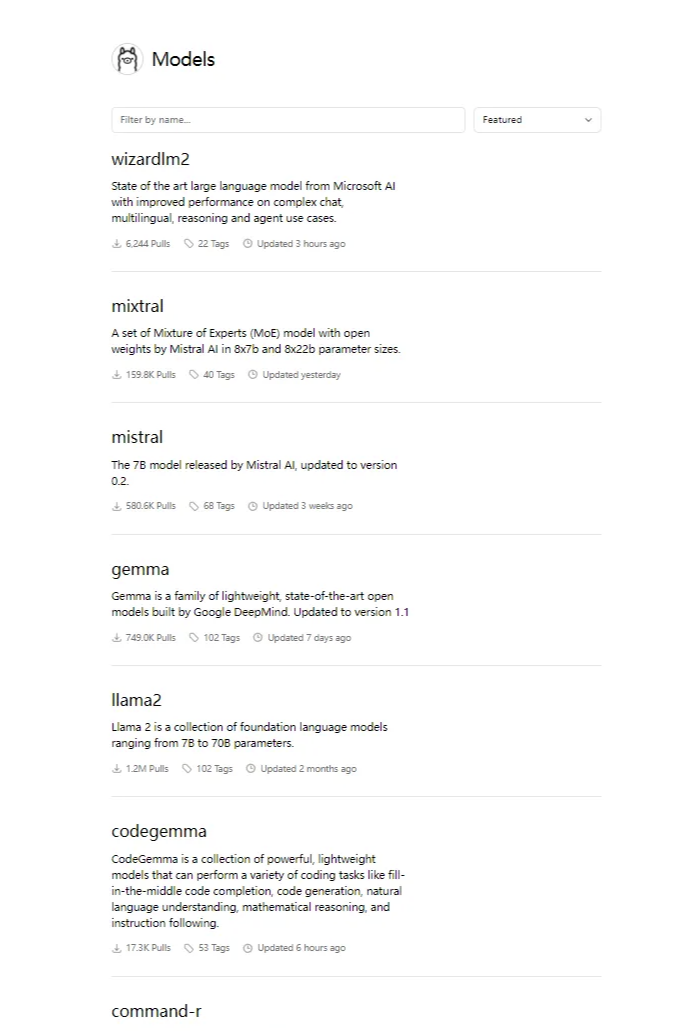 Models
Filter by name...
Featured
wizardlm2
State of the art large language model from Microsoft AI
with improved performance on complex chat,
multilingual, reasoning and agent use cases.
6,244 Pulls 22 Tags Updated 3 hours ago
mixtral
A set of Mixture of Experts (MoE) model with open
weights by Mistral AI in 8x7b and 8x22b parameter sizes.
159.8K Pulls 40 Tags Updated yesterday
mistral
The 7B model released by Mistral AI, updated to version
0.2.
580.6K Pulls 68 Tags Updated 3 weeks ago
gemma
Gemma is a family of lightweight, state-of-the-art open
models built by Google DeepMind. Updated to version 1.1
749.0K Pulls 102 Tags Updated 7 days ago
llama2
Llama 2 is a collection of foundation language models
ranging from 7B to 70B parameters.
1.2M Pulls 102 Tags Updated 2 months ago
codegemma
CodeGemma is a collection of powerful, lightweight
models that can perform a variety of coding tasks like fill-
in-the-middle code completion, code generation, natural
language understanding, mathematical reasoning, and
instruction following.
17.3K Pulls 53 Tags Updated 6 hours ago
command-r